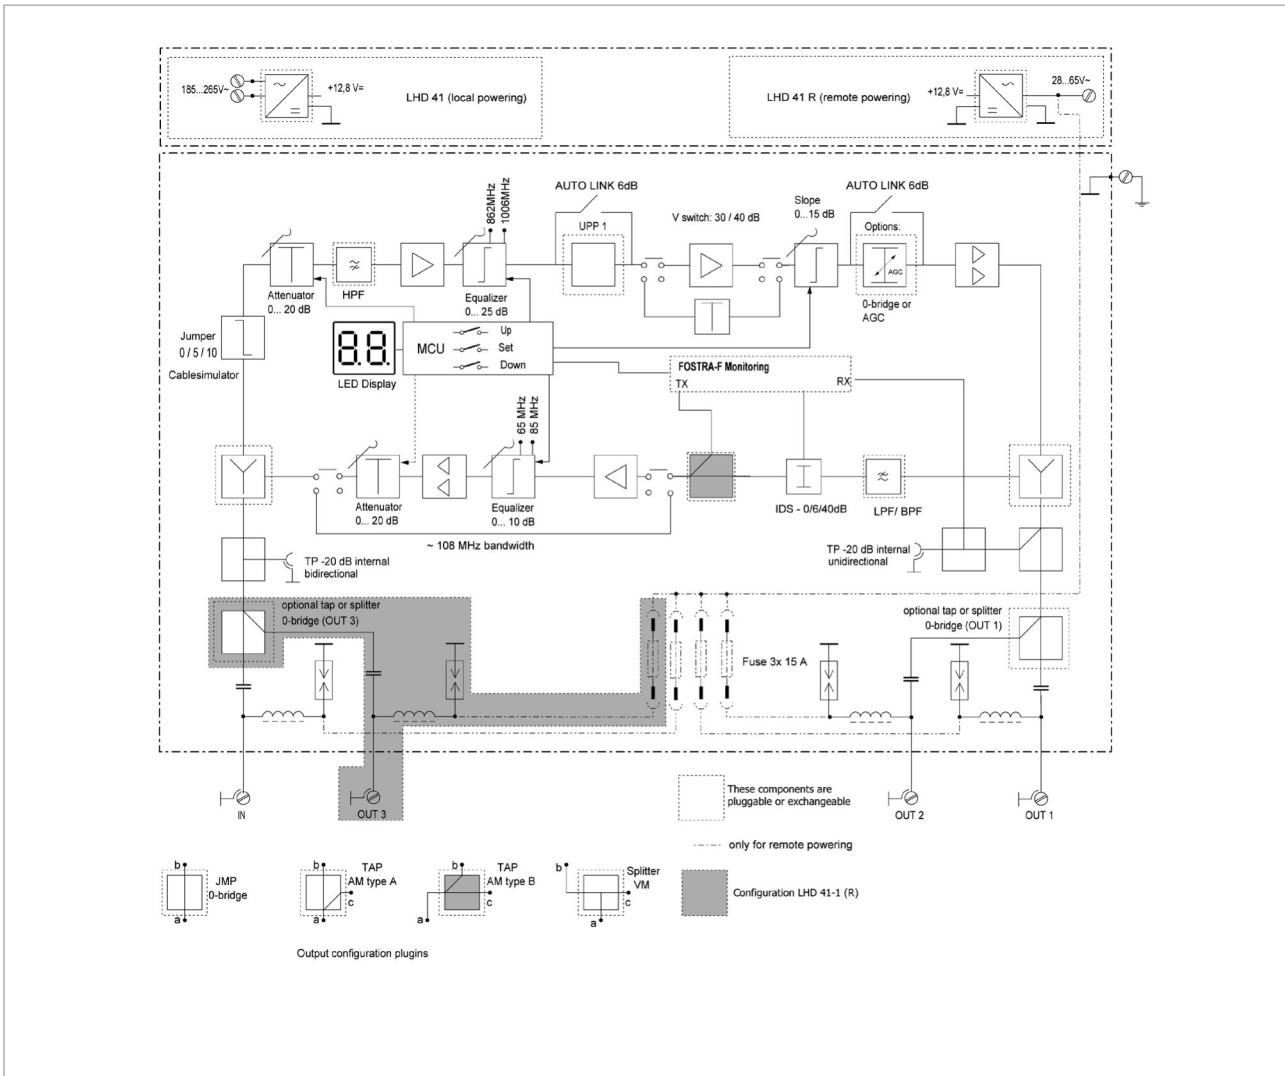 185...265V~
+12,8 V=
LHD 41 (local powering)
LHD 41 R (remote powering)
+12,8 V=
28...65V~
862MHz
1006MHz
AUTO LINK 6dB
UPP 1
V switch: 30 / 40 dB
Slope
0...15 dB
AUTO LINK 6dB
Options:
AGC
Attenuator
0... 20 dB
HPF
Equalizer
0... 25 dB
0-bridge or
AGC
Jumper
0 / 5 / 10
Cablesimulator
8.8.
LED Display
MCU
Up
Set
Down
FOSTRA-F Monitoring
TX
RX
65 MHz
85 MHz
Attenuator
0... 20 dB
Equalizer
0... 10 dB
IDS - 0/6/40dB
LPF/ BPF
~ 108 MHz bandwidth
TP -20 dB internal
bidirectional
TP -20 dB internal
unidirectional
optional tap or splitter
0-bridge (OUT 3)
optional tap or splitter
0-bridge (OUT 1)
Fuse 3x 15 A
IN
OUT 3
OUT 2
OUT 1
These components are
pluggable or exchangeable
only for remote powering
Configuration LHD 41-1 (R)
b
a
JMP
0-bridge
b
a
c
TAP
AM type A
b
a
c
TAP
AM type B
b
a
c
Splitter
VM
Output configuration plugins